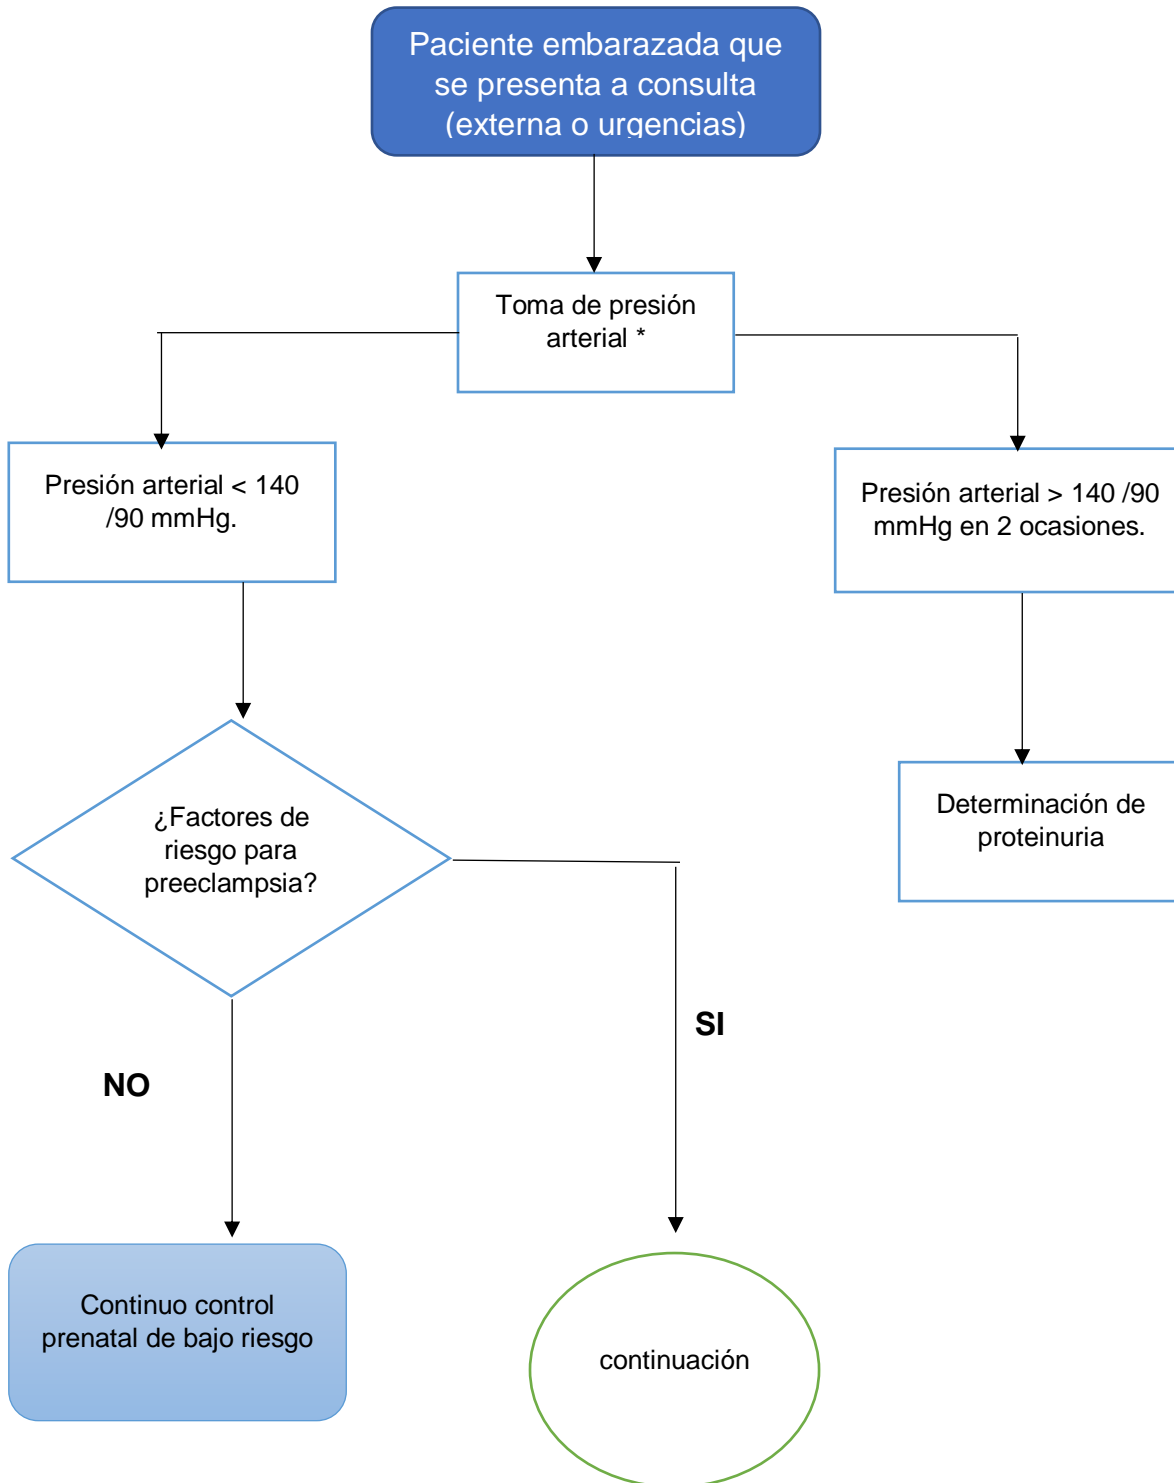 Paciente embarazada que
se presenta a consulta
(externa o urgencias)
Toma de presión
arterial *
Presión arterial < 140
/90 mmHg.
Presión arterial > 140 /90
mmHg en 2 ocasiones.
¿Factores de
riesgo para
preeclampsia?
Determinación de
proteinuria
SI
NO
Continuo control
prenatal de bajo riesgo
continuación